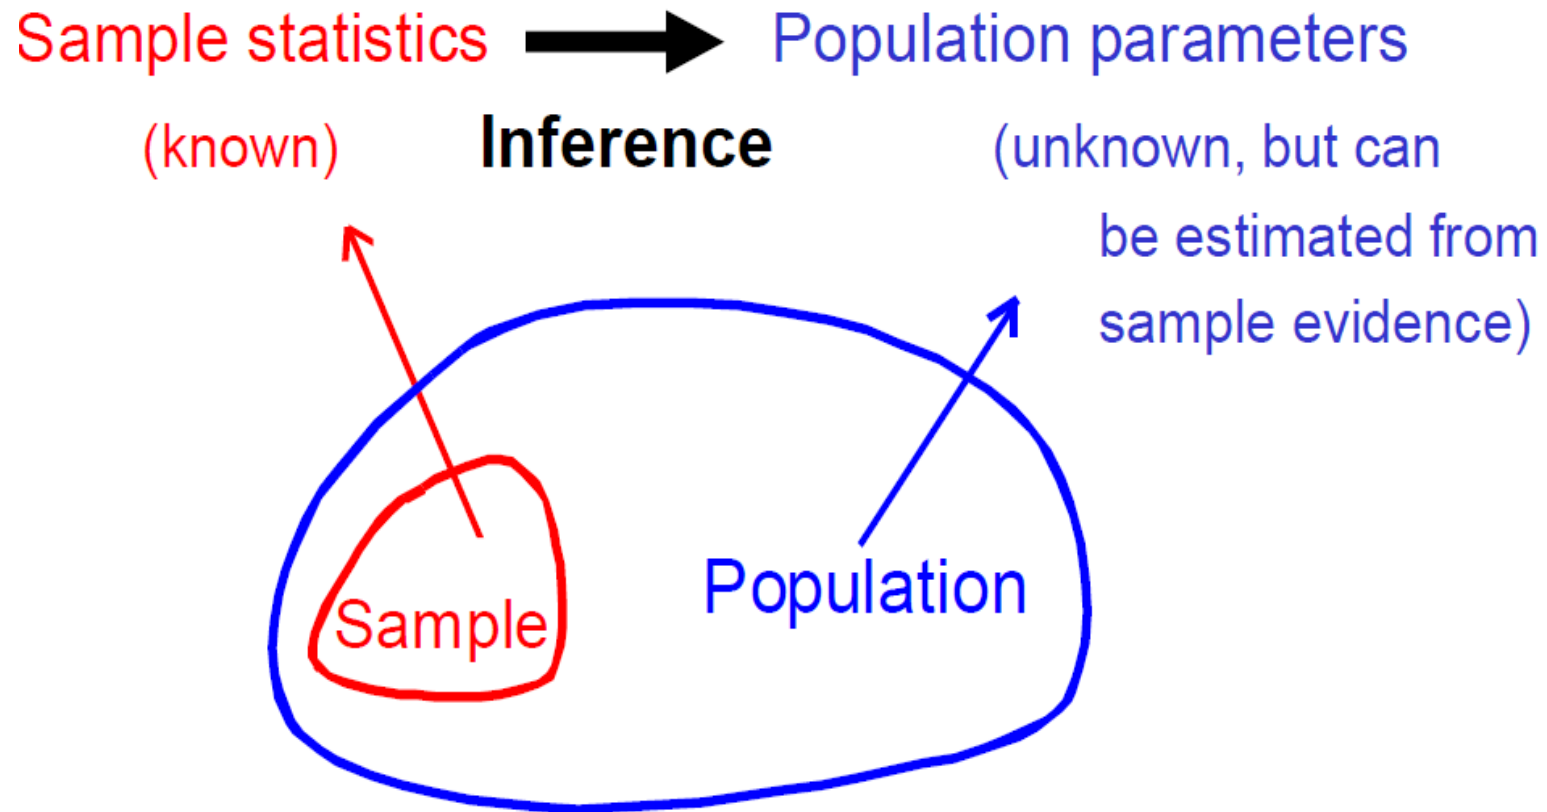 Sample statistics Population parameters
(known) Inference (unknown, but can
be estimated from
sample evidence)
Population
Sample